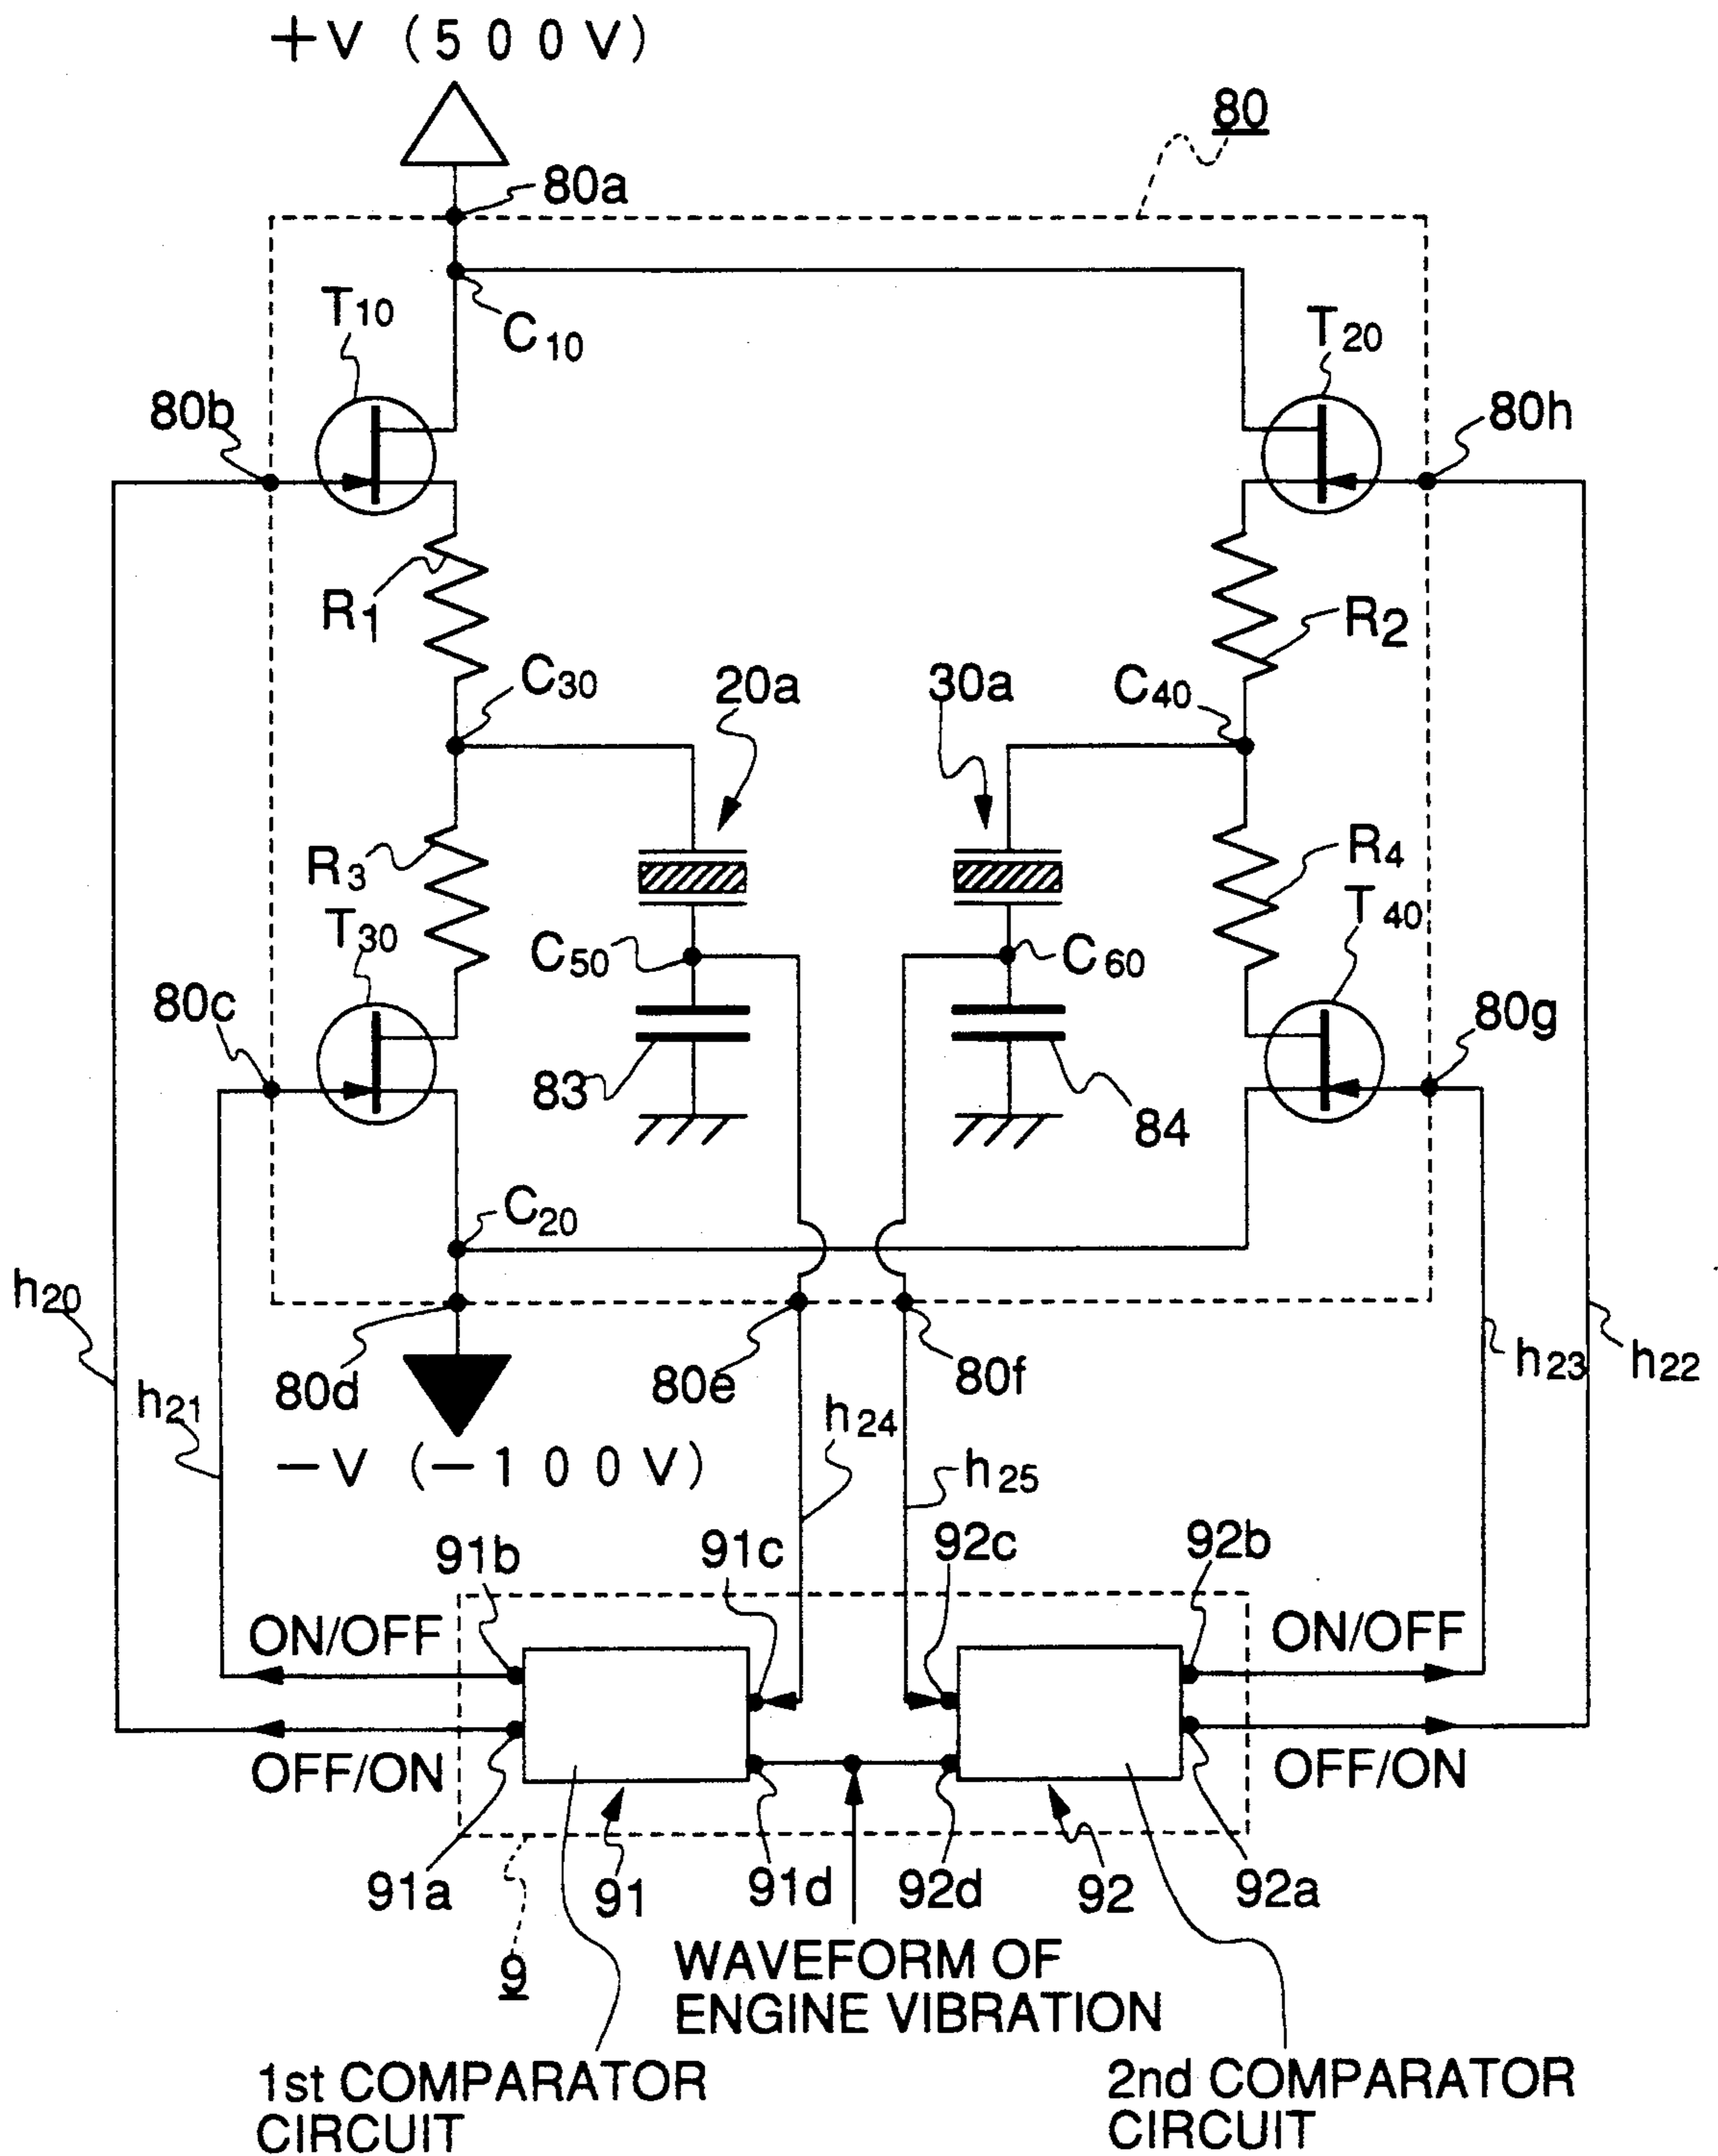 +V (500V)
80
80a
T10
C10
T20
80b
80h
R1
R2
C30
20a
30a
C40
R3
R4
T30
T40
C50
C60
80c
80g
83
84
C20
h20
80d
80e
80f
h23
h22
h21
h24
−V (−100V)
h25
91b
91c
92c
92b
ON/OFF
ON/OFF
OFF/ON
OFF/ON
91a
91
91d
92d
92
92a
9
WAVEFORM OF
ENGINE VIBRATION
1st COMPARATOR
CIRCUIT
2nd COMPARATOR
CIRCUIT